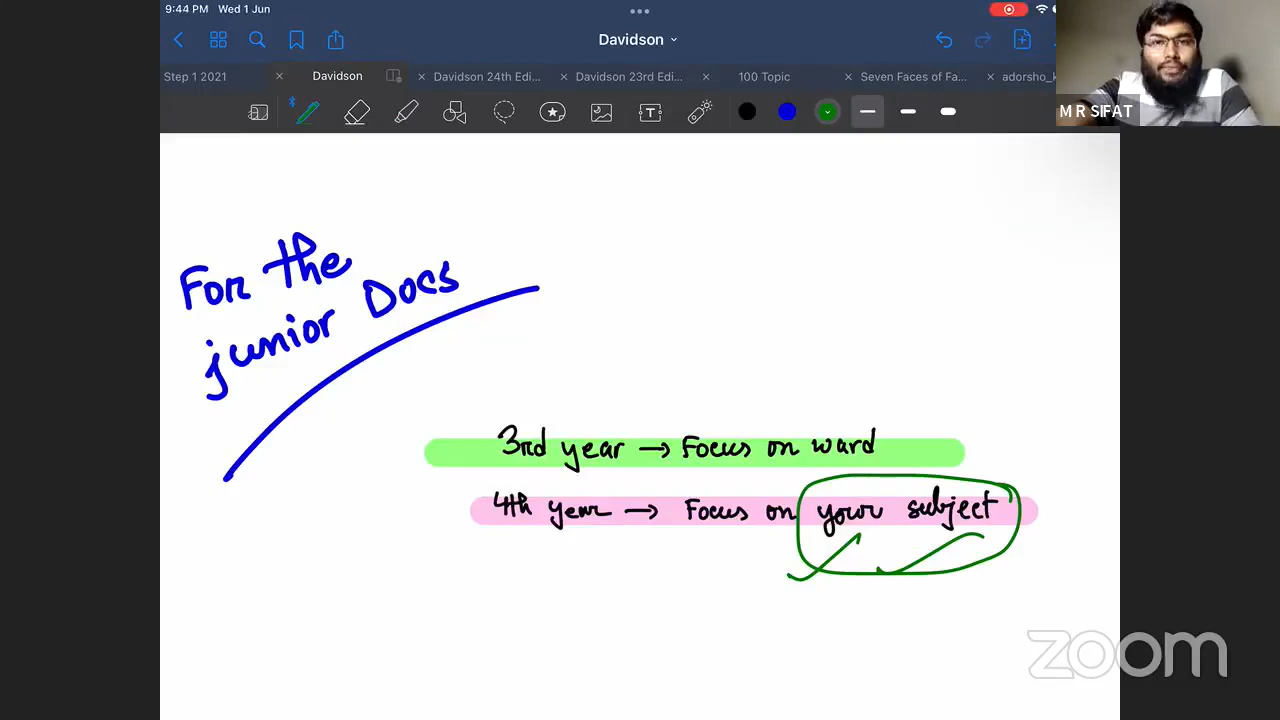 9:44 PM Wed 1 Jun
Davidson
Step 1 2021
Davidson
Davidson 24th Edi...
Davidson 23rd Edi...
100 Topic
Seven Faces of Fa...
adorsho_k
T
M R SIFAT
For the
junior Docs
3rd year → Focus on ward
4th year → Focus on your subject
zoom